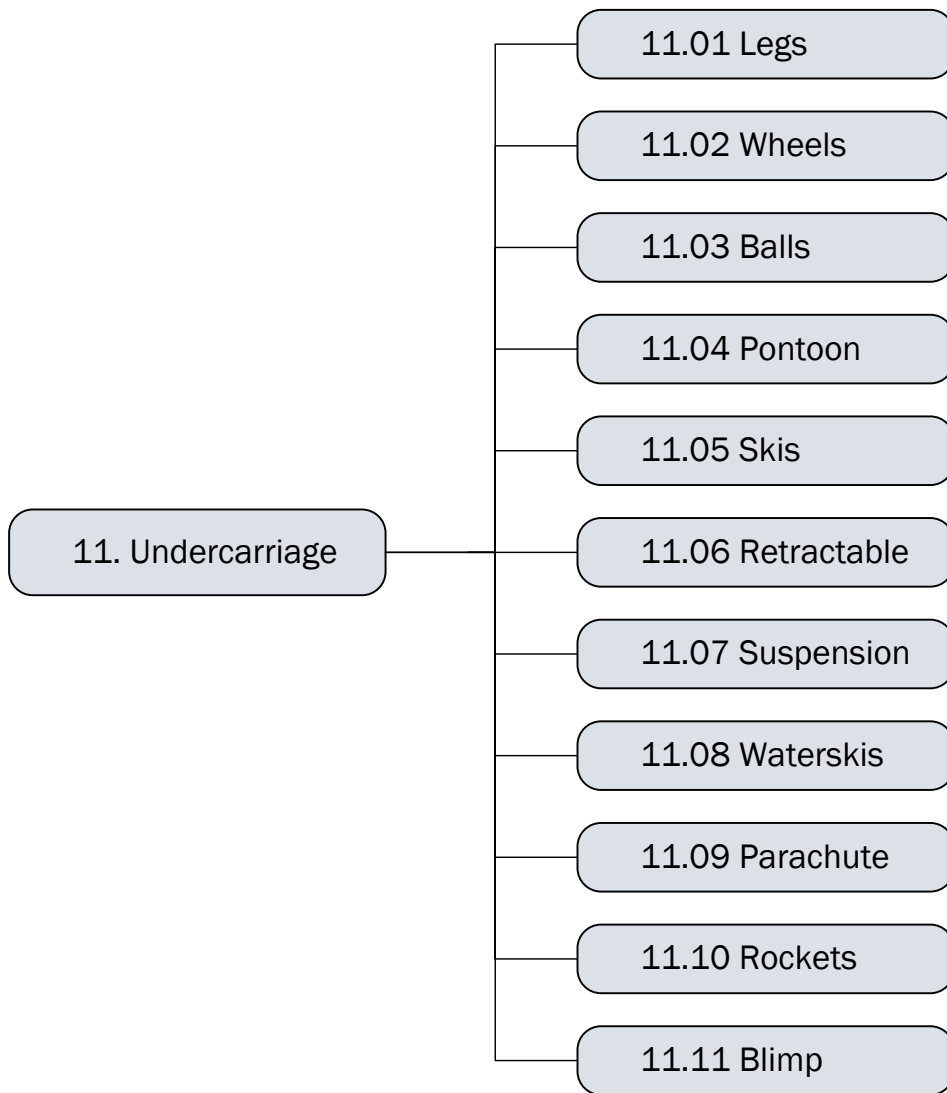 11.01 Legs
11.02 Wheels
11.03 Balls
11.04 Pontoon
11.05 Skis
11. Undercarriage
11.06 Retractable
11.07 Suspension
11.08 Waterskis
11.09 Parachute
11.10 Rockets
11.11 Blimp